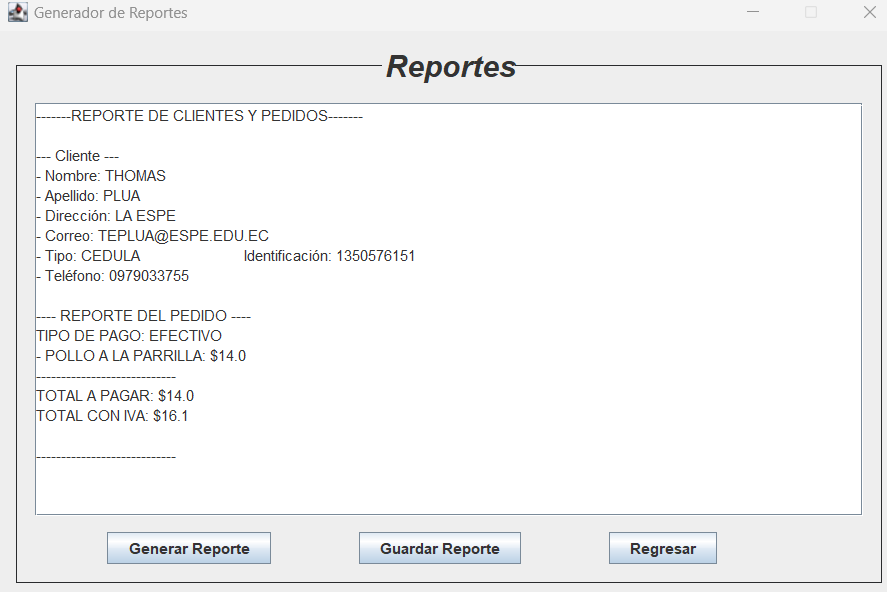 Generador de Reportes
Reportes
-------REPORTE DE CLIENTES Y PEDIDOS-------
--- Cliente ---
- Nombre: THOMAS
- Apellido: PLUA
- Dirección: LA ESPE
- Correo: TEPLUA@ESPE.EDU.EC
- Tipo: CEDULA Identificación: 1350576151
- Teléfono: 0979033755
---- REPORTE DEL PEDIDO ----
TIPO DE PAGO: EFECTIVO
- POLLO A LA PARRILLA: $14.0
----------------------------
TOTAL A PAGAR: $14.0
TOTAL CON IVA: $16.1
----------------------------
Generar Reporte Guardar Reporte Regresar